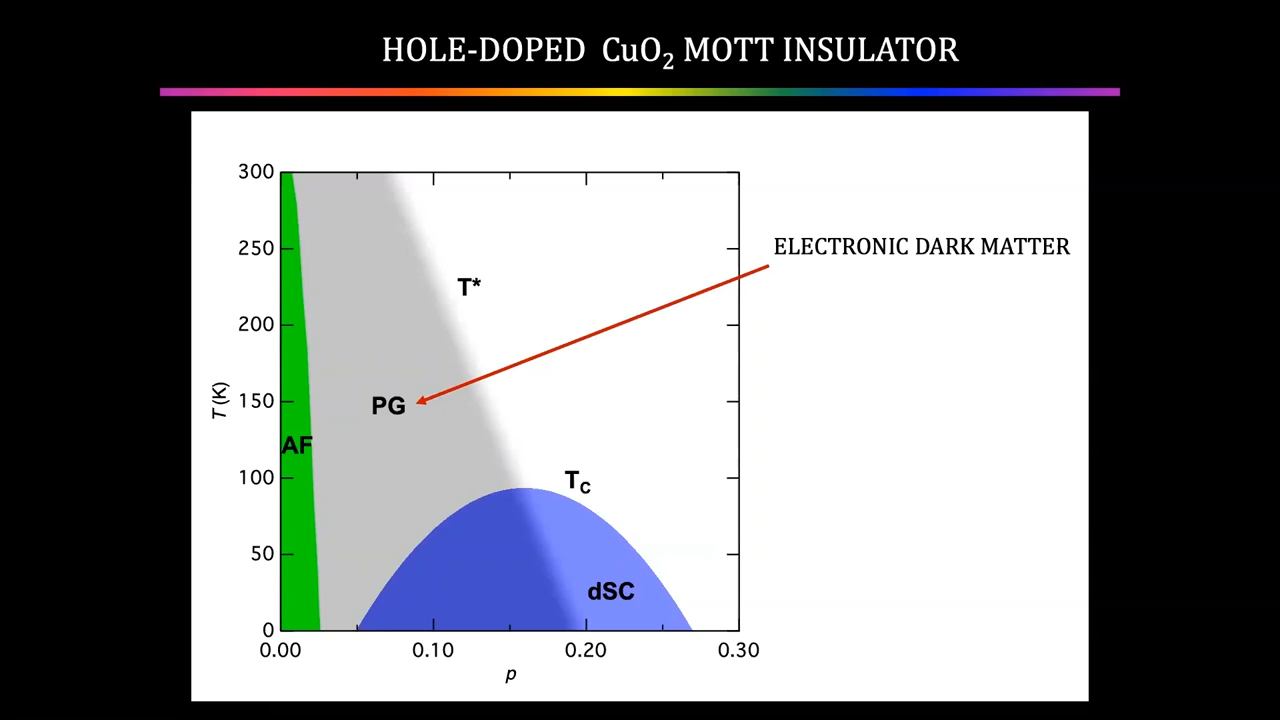 HOLE-DOPED CuO₂ MOTT INSULATOR
ELECTRONIC DARK MATTER
300
250
200
150
100
50
0
T (K)
T*
PG
AF
T_C
dSC
0.00 0.10 0.20 0.30
p